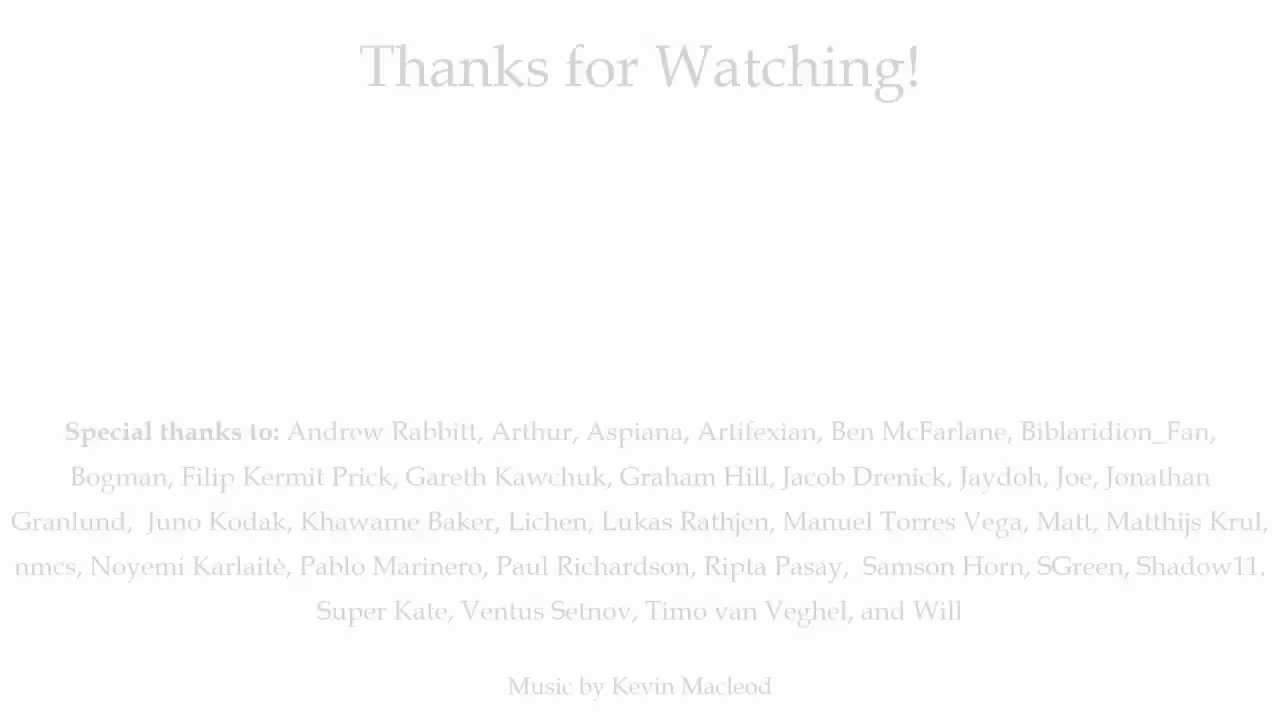 Thanks for Watching!
Special thanks to: Andrew Rabbitt, Arthur, Aspiana, Artifexian, Ben McFarlane, Biblaridion_Fan,
Bogman, Filip Kermit Prick, Gareth Kawchuk, Graham Hill, Jacob Drenick, Jaydoh, Joe, Jonathan
Granlund, Juno Kodak, Khawame Baker, Lichen, Lukas Rathjen, Manuel Torres Vega, Matt, Matthijs Krul,
nmcs, Noyemi Karlaitė, Pablo Marinero, Paul Richardson, Ripta Pasay, Samson Horn, SGreen, Shadow11,
Super Kate, Ventus Setnov, Timo van Veghel, and Will
Music by Kevin Macleod